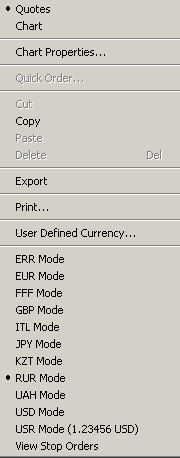 Quotes
Chart
Chart Properties...
Quick Order...
Cut
Copy
Paste
Delete Del
Export
Print...
User Defined Currency...
ERR Mode
EUR Mode
FFF Mode
GBP Mode
ITL Mode
JPY Mode
KZT Mode
RUR Mode
UAH Mode
USD Mode
USR Mode (1.23456 USD)
View Stop Orders